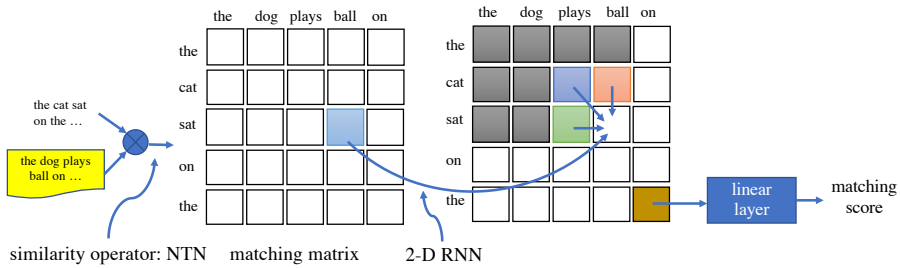 the cat sat
on the …
the dog plays
ball on …
similarity operator: NTN
the dog plays ball on
the
cat
sat
on
the
matching matrix
2-D RNN
the dog plays ball on
the
cat
sat
on
the
linear
layer
matching
score